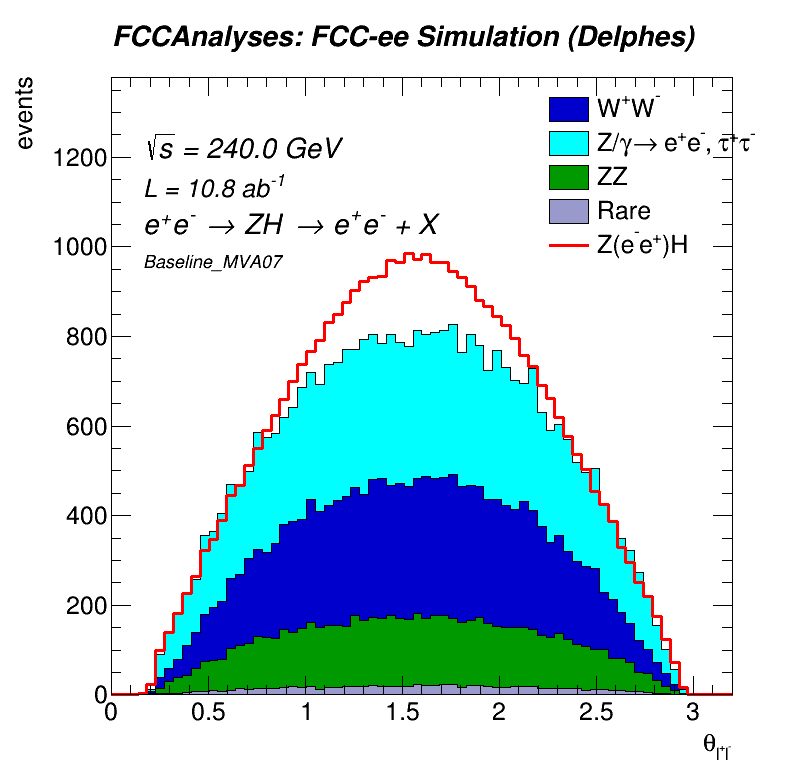 FCCAnalyses: FCC-ee Simulation (Delphes)
events
√s = 240.0 GeV
L = 10.8 ab⁻¹
e⁺e⁻ → ZH → e⁺e⁻ + X
Baseline_MVA07
W⁺W⁻
Z/γ→ e⁺e⁻, τ⁺τ⁻
ZZ
Rare
Z(e⁻e⁺)H
1200
1000
800
600
400
200
0
0 0.5 1 1.5 2 2.5 3
θ_l⁺l⁻